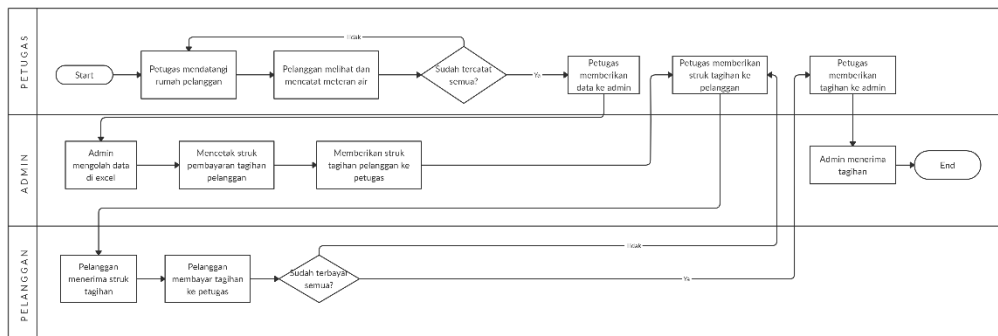 PETUGAS
Start
Petugas mendatangi
rumah pelanggan
Pelanggan melihat dan
mencatat meteran air
Sudah tercatat
semua?
Tidak
Ya
Petugas
memberikan
data ke admin
Petugas memberikan
struk tagihan ke
pelanggan
Petugas
memberikan
tagihan ke admin
ADMIN
Admin
mengolah data
di excel
Mencetak struk
pembayaran tagihan
pelanggan
Memberikan struk
tagihan pelanggan ke
petugas
Admin menerima
tagihan
End
PELANGGAN
Pelanggan
menerima struk
tagihan
Pelanggan
membayar tagihan
ke petugas
Sudah terbayar
semua?
Tidak
Ya